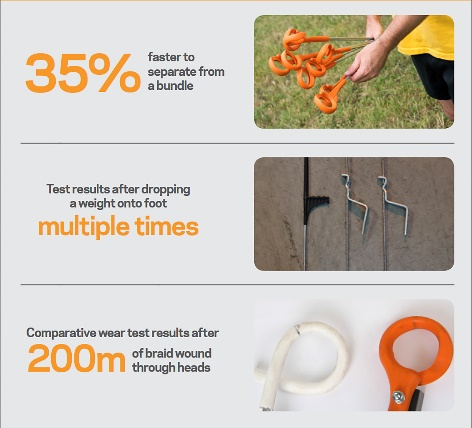 35%
faster to
separate from
a bundle
Test results after dropping
a weight onto foot
multiple times
Comparative wear test results after
200m
of braid wound
through heads